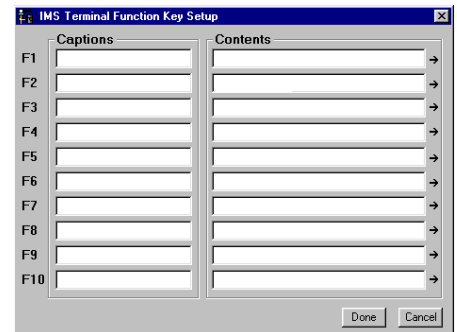 IMS Terminal Function Key Setup
Captions Contents
F1
F2
F3
F4
F5
F6
F7
F8
F9
F10
Done Cancel